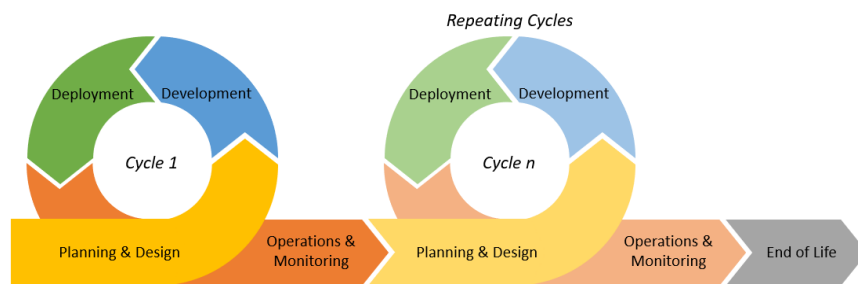 Repeating Cycles
Deployment
Development
Cycle 1
Planning & Design
Operations &
Monitoring
Deployment
Development
Cycle n
Planning & Design
Operations &
Monitoring
End of Life